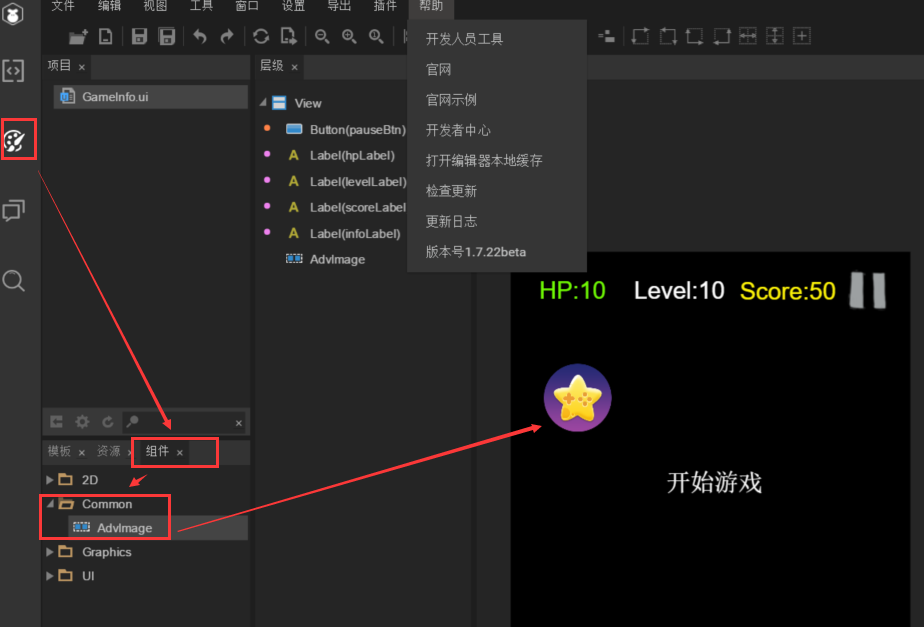 文件 编辑 视图 工具 窗口 设置 导出 插件 帮助
开发人员工具
官网
官网示例
开发者中心
打开编辑器本地缓存
检查更新
更新日志
版本号1.7.22beta
项目 ×
GameInfo.ui
层级 ×
View
Button(pauseBtn)
Label(hpLabel)
Label(levelLabel)
Label(scoreLabel
Label(infoLabel)
AdvImage
模板 × 资源 × 组件 ×
2D
Common
AdvImage
Graphics
UI
HP:10 Level:10 Score:50
开始游戏